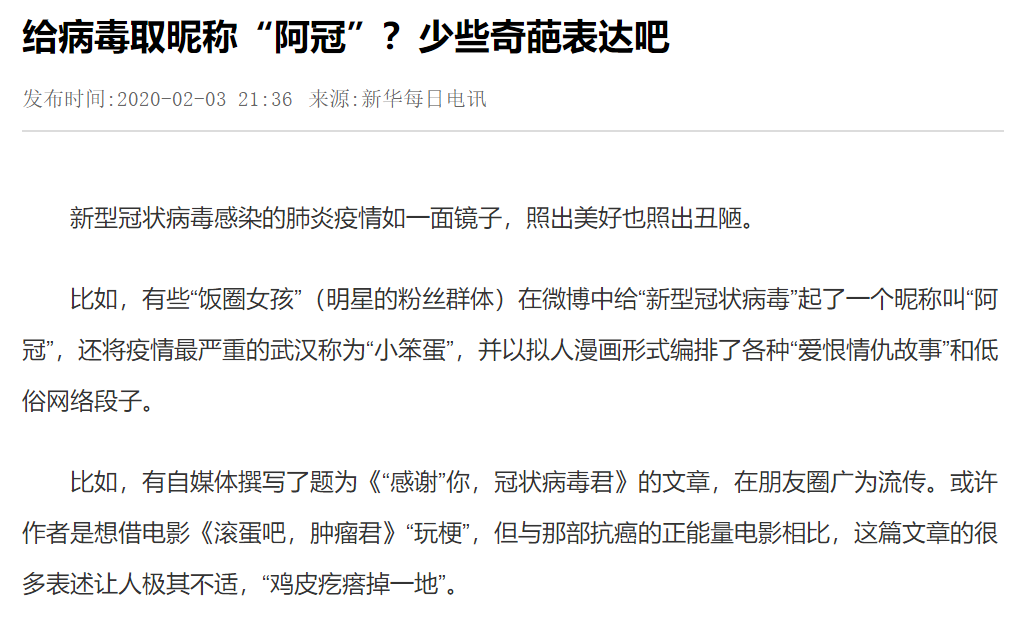 给病毒取昵称“阿冠”？少些奇葩表达吧
发布时间:2020-02-03 21:36 来源:新华每日电讯
新型冠状病毒感染的肺炎疫情如一面镜子，照出美好也照出丑陋。
比如，有些“饭圈女孩”（明星的粉丝群体）在微博中给“新型冠状病毒”起了一个昵称叫“阿
冠”，还将疫情最严重的武汉称为“小笨蛋”，并以拟人漫画形式编排了各种“爱恨情仇故事”和低
俗网络段子。
比如，有自媒体撰写了题为《“感谢”你，冠状病毒君》的文章，在朋友圈广为流传。或许
作者是想借电影《滚蛋吧，肿瘤君》“玩梗”，但与那部抗癌的正能量电影相比，这篇文章的很
多表述让人极其不适，“鸡皮疙瘩掉一地”。